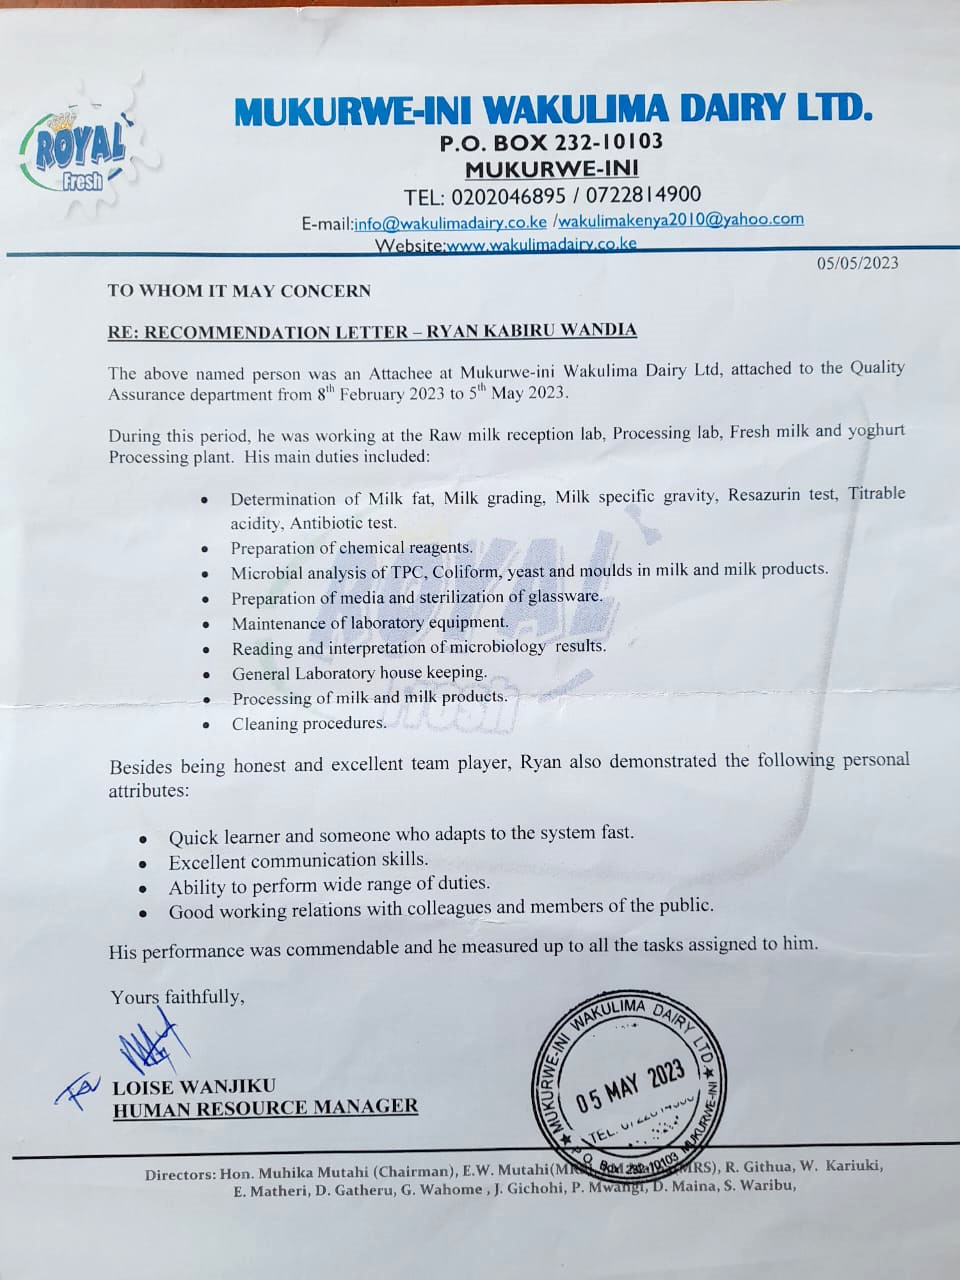 ROYAL
Fresh
MUKURWE-INI WAKULIMA DAIRY LTD.
P.O. BOX 232-10103
MUKURWE-INI
TEL: 0202046895 / 0722814900
E-mail:info@wakulimadairy.co.ke /wakulimakenya2010@yahoo.com
Website:www.wakulimadairy.co.ke
05/05/2023
TO WHOM IT MAY CONCERN
RE: RECOMMENDATION LETTER – RYAN KABIRU WANDIA
The above named person was an Attachee at Mukurwe-ini Wakulima Dairy Ltd, attached to the Quality
Assurance department from 8th February 2023 to 5th May 2023.
During this period, he was working at the Raw milk reception lab, Processing lab, Fresh milk and yoghurt
Processing plant. His main duties included:
• Determination of Milk fat, Milk grading, Milk specific gravity, Resazurin test, Titrable
acidity, Antibiotic test.
• Preparation of chemical reagents.
• Microbial analysis of TPC, Coliform, yeast and moulds in milk and milk products.
• Preparation of media and sterilization of glassware.
• Maintenance of laboratory equipment.
• Reading and interpretation of microbiology results.
• General Laboratory house keeping.
• Processing of milk and milk products.
• Cleaning procedures.
ROYAL
Fresh
Besides being honest and excellent team player, Ryan also demonstrated the following personal
attributes:
• Quick learner and someone who adapts to the system fast.
• Excellent communication skills.
• Ability to perform wide range of duties.
• Good working relations with colleagues and members of the public.
His performance was commendable and he measured up to all the tasks assigned to him.
Yours faithfully,
LOISE WANJIKU
HUMAN RESOURCE MANAGER
MUKURWE-INI WAKULIMA DAIRY LTD
05 MAY 2023
TEL.
P.O. BOX 232-10103 MUKURWE-INI
Directors: Hon. Muhika Mutahi (Chairman), E.W. Mutahi(MRS), R. Githua, W. Kariuki,
E. Matheri, D. Gatheru, G. Wahome , J. Gichohi, P. Mwangi, D. Maina, S. Waribu,